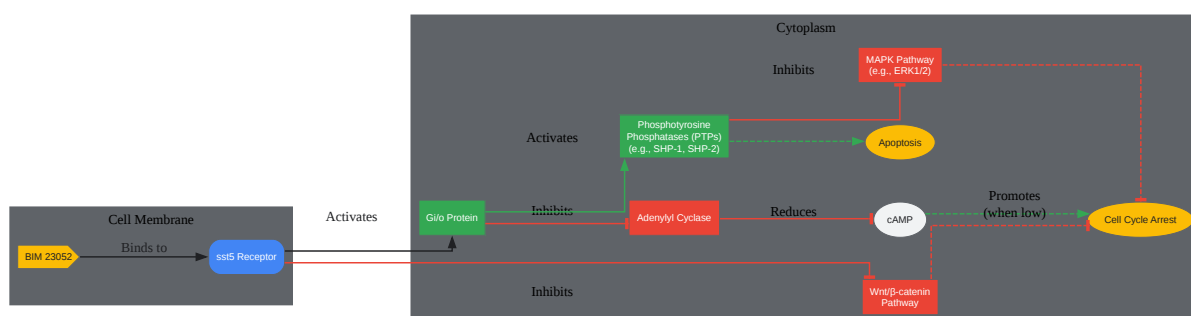 Cytoplasm
MAPK Pathway
(e.g., ERK1/2)
Inhibits
Phosphotyrosine
Phosphatases (PTPs)
(e.g., SHP-1, SHP-2)
Activates
Apoptosis
Cell Membrane
Activates
Gi/o Protein
Inhibits
Adenylyl Cyclase
Reduces
cAMP
Promotes
(when low)
Cell Cycle Arrest
BIM 23052
Binds to
sst5 Receptor
Inhibits
Wnt/β-catenin
Pathway